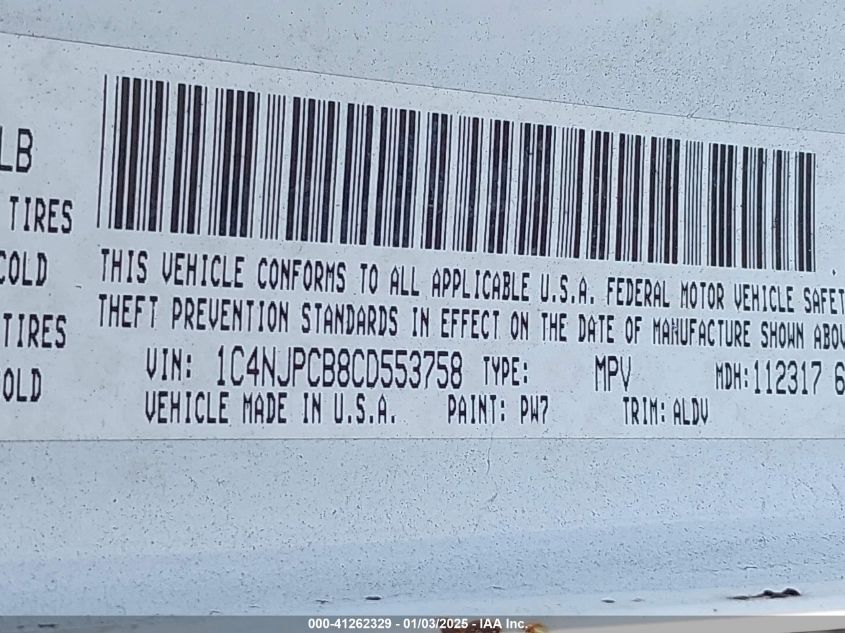 LB
TIRES
COLD
TIRES
OLD
THIS VEHICLE CONFORMS TO ALL APPLICABLE U.S.A. FEDERAL MOTOR VEHICLE SAFET
THEFT PREVENTION STANDARDS IN EFFECT ON THE DATE OF MANUFACTURE SHOWN ABOV
VIN: 1C4NJPCB8CD553758 TYPE: MPV MDH: 112317 6
VEHICLE MADE IN U.S.A. PAINT: PW7 TRIM: ALDV
000-41262329 - 01/03/2025 - IAA Inc.